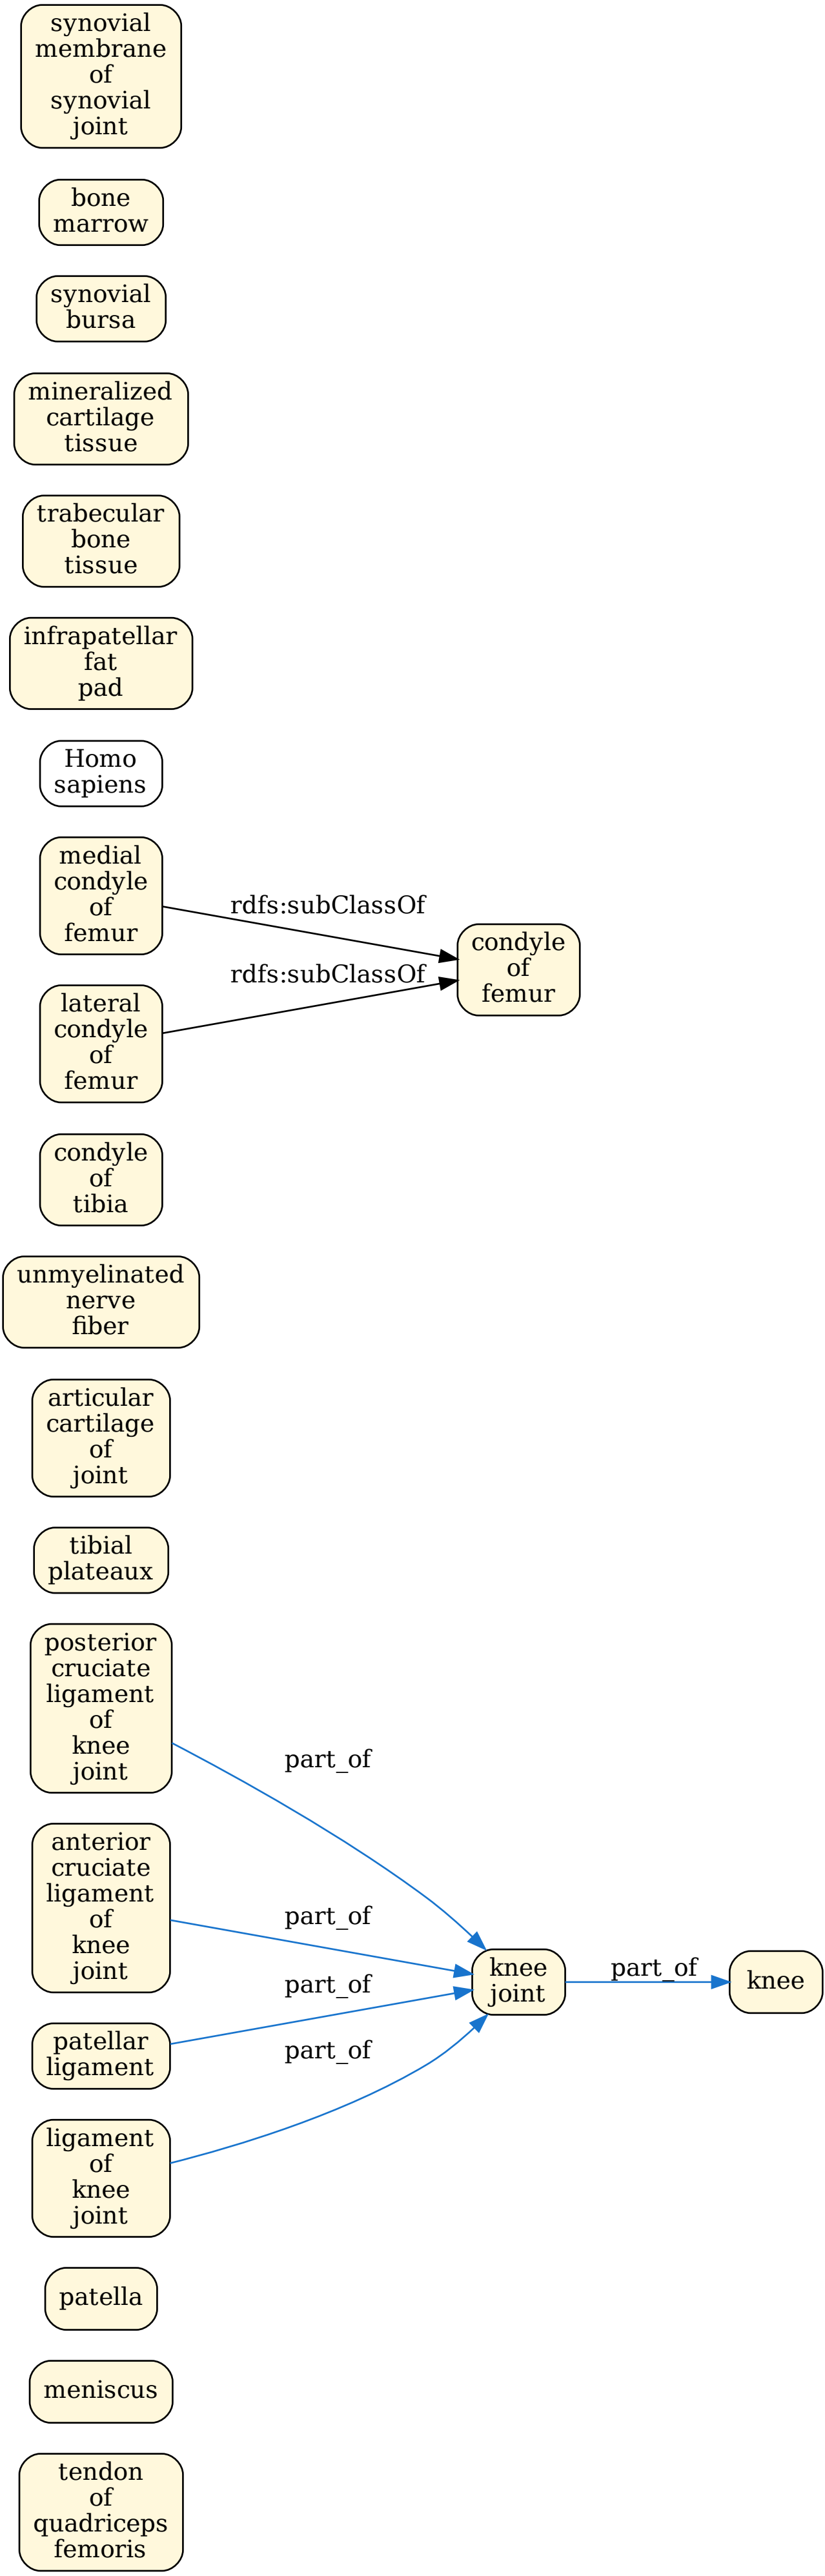 synovial
membrane
of
synovial
joint
bone
marrow
synovial
bursa
mineralized
cartilage
tissue
trabecular
bone
tissue
infrapatellar
fat
pad
Homo
sapiens
medial
condyle
of
femur
rdfs:subClassOf
condyle
of
femur
rdfs:subClassOf
lateral
condyle
of
femur
condyle
of
tibia
unmyelinated
nerve
fiber
articular
cartilage
of
joint
tibial
plateaux
posterior
cruciate
ligament
of
knee
joint
part_of
anterior
cruciate
ligament
of
knee
joint
part_of
knee
joint
part_of
knee
part_of
patellar
ligament
part_of
ligament
of
knee
joint
patella
meniscus
tendon
of
quadriceps
femoris